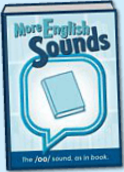 More English
Sounds
The /oo/ sound, as in book.